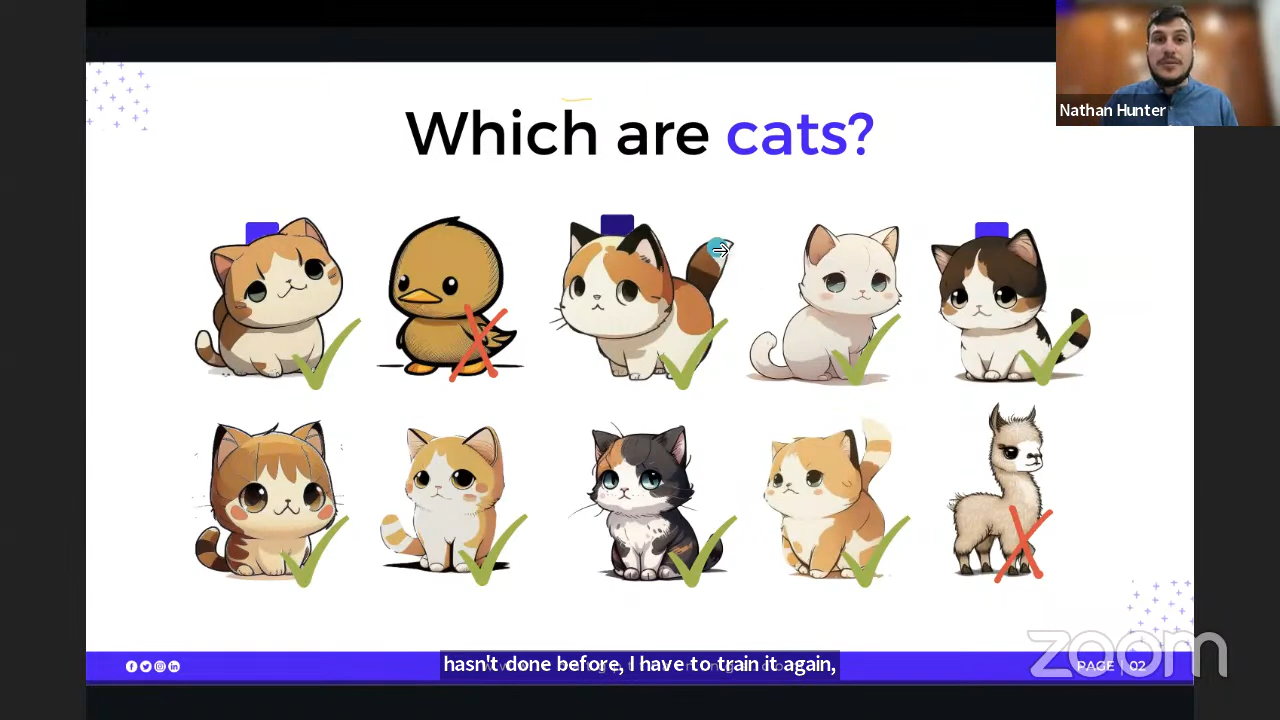 Nathan Hunter
Which are cats?
hasn't done before, I have to train it again,
PAGE | 02
zoom